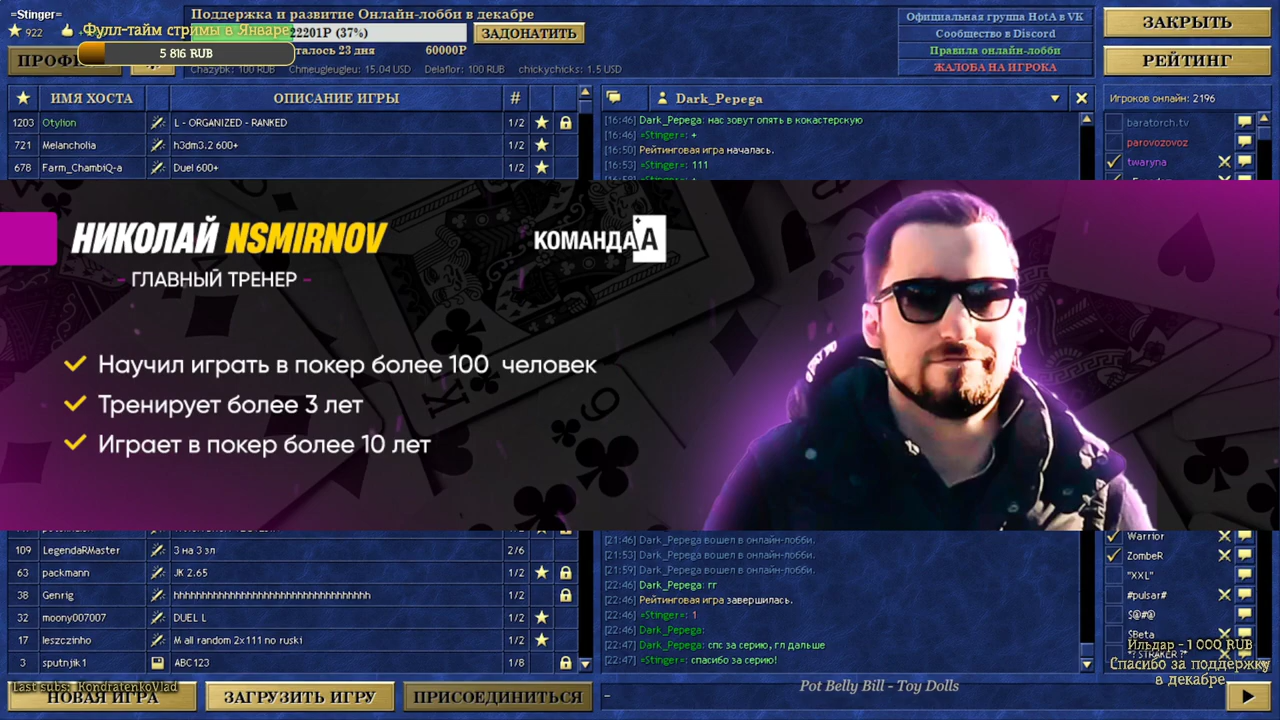 =Stinger=
Поддержка и развитие Онлайн-лобби в декабре
922
Фулл-тайм стримы в Январе
22201Р (37%)
ЗАДОНАТИТЬ
5 816 RUB
талось 23 дня
60000Р
Chazybk: 100 RUB Chmeugleugleu: 15.04 USD Delaflor: 100 RUB chickychicks: 1.5 USD
Официальная группа HotA в VK
Сообщество в Discord
Правила онлайн-лобби
ЖАЛОБА НА ИГРОКА
ЗАКРЫТЬ
РЕЙТИНГ
ИМЯ ХОСТА ОПИСАНИЕ ИГРЫ #
1203 Otylion L - ORGANIZED - RANKED 1/2
721 Melancholia h3dm3.2 600+ 1/2
678 Farm_ChambiQ-a Duel 600+ 1/2
Dark_Pepega
[16:46] Dark_Pepega: нас зовут опять в кокастерскую
[16:46] =Stinger=: +
[16:50] Рейтинговая игра началась.
[16:53] =Stinger=: 111
Игроков онлайн: 2196
baratorch.tv
parovozovoz
twaryna
НИКОЛАЙ NSMIRNOV
- ГЛАВНЫЙ ТРЕНЕР -
КОМАНДА А
Научил играть в покер более 100 человек
Тренирует более 3 лет
Играет в покер более 10 лет
109 LegendaRMaster 3 на 3 зл 2/6
63 packmann JK 2.65 1/2
38 Genrig hhhhhhhhhhhhhhhhhhhhhhhhhhhhhhhhhh 1/2
32 moony007007 DUEL L 1/2
17 leszczinho M all random 2x111 no ruski 1/2
3 sputnjik1 ABC123 1/8
[21:46] Dark_Pepega вошел в онлайн-лобби.
[21:53] Dark_Pepega вошел в онлайн-лобби.
[21:59] Dark_Pepega вошел в онлайн-лобби.
[22:46] Dark_Pepega: гг
[22:46] Рейтинговая игра завершилась.
[22:46] =Stinger=: 1
[22:46] Dark_Pepega:
[22:47] Dark_Pepega: спс за серию, гл дальше
[22:47] =Stinger=: спасибо за серию!
Warrior
ZombeR
"XXL"
#pulsar#
$@#@
$Beta
Ильдар - 1 000 RUB
Спасибо за поддержку
в декабре
Last subs: KondratenkoVlad
НОВАЯ ИГРА
ЗАГРУЗИТЬ ИГРУ
ПРИСОЕДИНИТЬСЯ
Pot Belly Bill - Toy Dolls